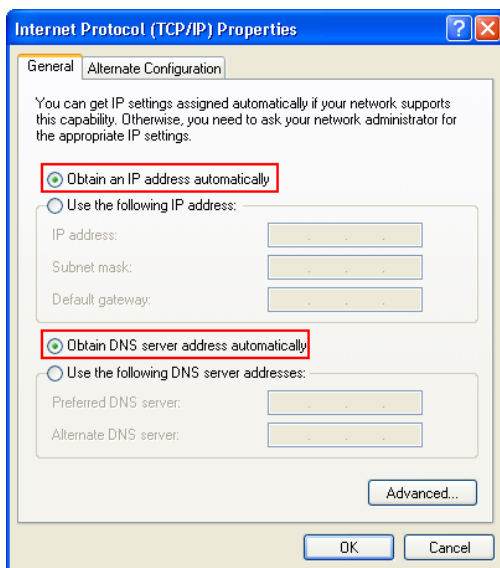 Internet Protocol (TCP/IP) Properties
General
Alternate Configuration
You can get IP settings assigned automatically if your network supports
this capability. Otherwise, you need to ask your network administrator for
the appropriate IP settings.
Obtain an IP address automatically
Use the following IP address:
IP address:
Subnet mask:
Default gateway:
Obtain DNS server address automatically
Use the following DNS server addresses:
Preferred DNS server:
Alternate DNS server:
Advanced...
OK
Cancel